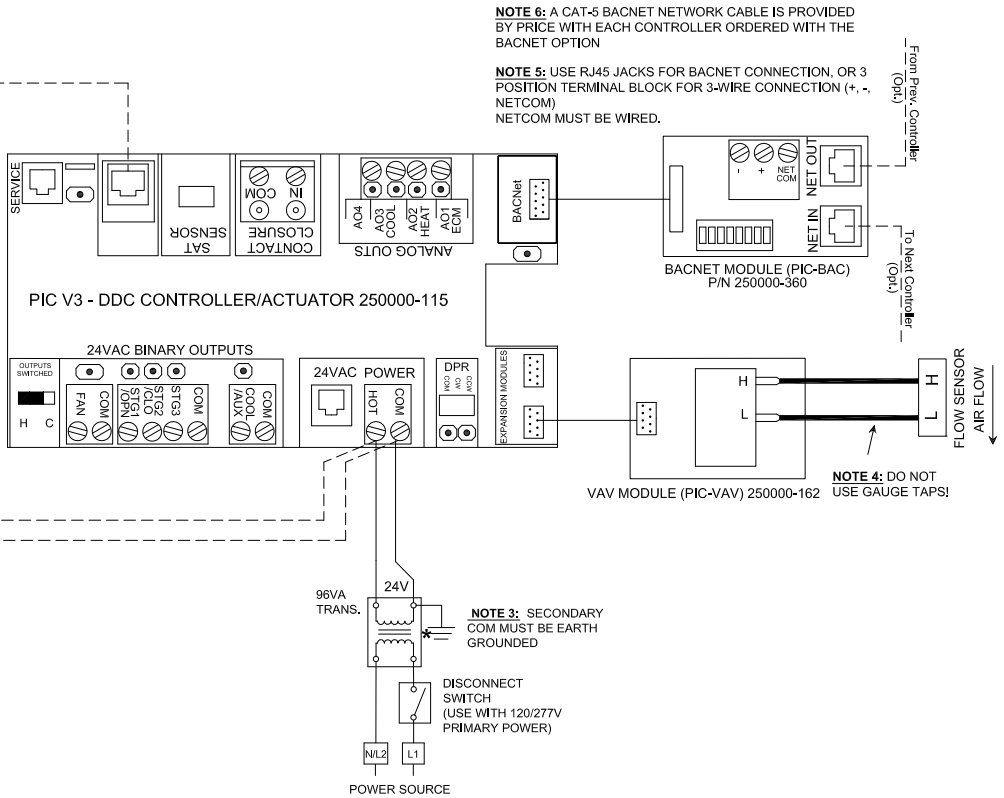 NOTE 6: A CAT-5 BACNET NETWORK CABLE IS PROVIDED
BY PRICE WITH EACH CONTROLLER ORDERED WITH THE
BACNET OPTION
NOTE 5: USE RJ45 JACKS FOR BACNET CONNECTION, OR 3
POSITION TERMINAL BLOCK FOR 3-WIRE CONNECTION (+, -,
NETCOM)
NETCOM MUST BE WIRED.
From Prev. Controller
(Opt.)
SERVICE
SAT
SENSOR
IN
COM
CONTACT
CLOSURE
AO4
AO3
COOL
AO2
HEAT
AO1
ECM
ANALOG OUTS
BACNet
- + NET
COM
NET OUT
NET IN
BACNET MODULE (PIC-BAC)
P/N 250000-360
To Next Controller
(Opt.)
PIC V3 - DDC CONTROLLER/ACTUATOR 250000-115
24VAC BINARY OUTPUTS
OUTPUTS
SWITCHED
H C
FAN
COM
STG1
/OPN
STG2
/CLO
STG3
COM
COOL
/AUX
COM
24VAC POWER
HOT
COM
DPR
COM
CW
CCW
EXPANSION MODULES
H
L
VAV MODULE (PIC-VAV) 250000-162
H
L
FLOW SENSOR
AIR FLOW
NOTE 4: DO NOT
USE GAUGE TAPS!
96VA
TRANS.
24V
*
NOTE 3: SECONDARY
COM MUST BE EARTH
GROUNDED
DISCONNECT
SWITCH
(USE WITH 120/277V
PRIMARY POWER)
N/L2
L1
POWER SOURCE